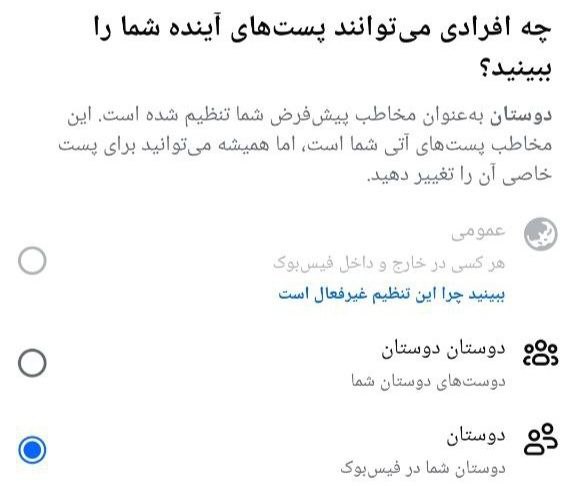 چه افرادی می‌توانند پست‌های آینده شما را
ببینید؟
دوستان به‌عنوان مخاطب پیش‌فرض شما تنظیم شده است. این
مخاطب پست‌های آتی شما است، اما همیشه می‌توانید برای پست
خاصی آن را تغییر دهید.
عمومی
هر کسی در خارج و داخل فیس‌بوک
ببینید چرا این تنظیم غیرفعال است
دوستان دوستان
دوست‌های دوستان شما
دوستان
دوستان شما در فیس‌بوک